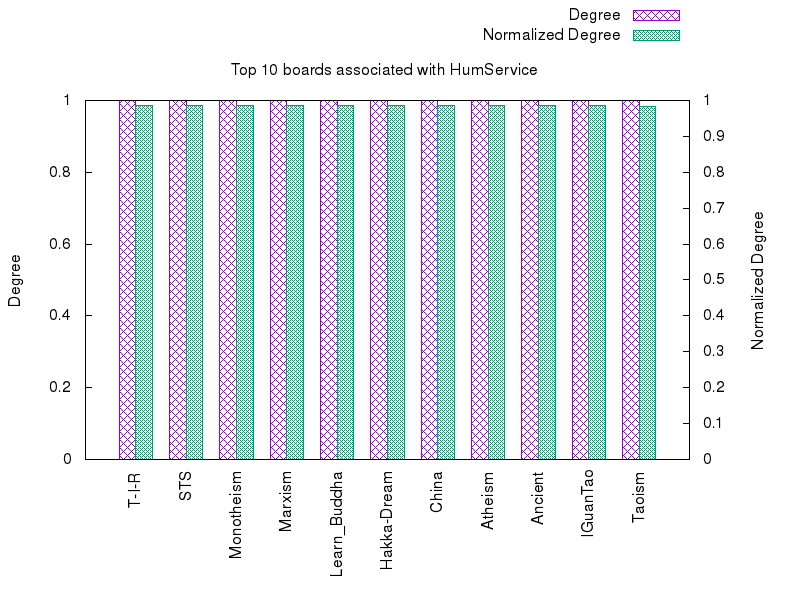 Degree
Normalized Degree
Top 10 boards associated with HumService
1
0.8
0.6
0.4
0.2
0
Degree
1
0.9
0.8
0.7
0.6
0.5
0.4
0.3
0.2
0.1
0
Normalized Degree
T-I-R
STS
Monotheism
Marxism
Learn_Buddha
Hakka-Dream
China
Atheism
Ancient
IGuanTao
Taoism